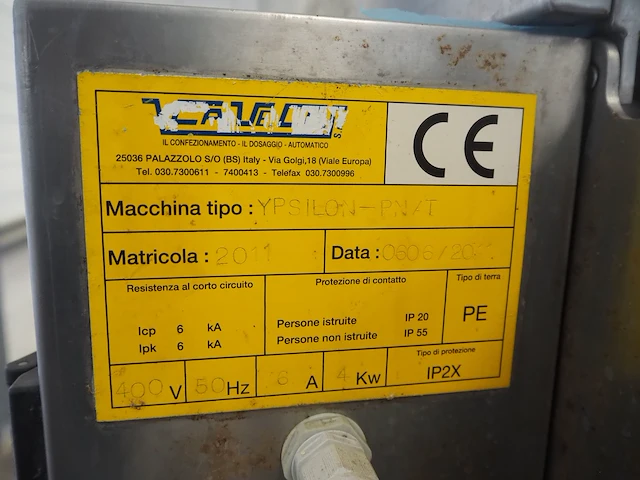 CE
IL CONFEZIONAMENTO - IL DOSAGGIO - AUTOMATICO
25036 PALAZZOLO S/O (BS) Italy - Via Golgi,18 (Viale Europa)
Tel. 030.7300611 - 7400413 - Telefax 030.7300996
Macchina tipo : YPSILON-PN/T
Matricola : 2011
Data :
Resistenza al corto circuito
Icp 6 kA
Ipk 6 kA
Protezione di contatto
Persone istruite IP 20
Persone non istruite IP 55
Tipo di terra
PE
400 V
50 Hz
6 A
4 Kw
Tipo di protezione
IP2X